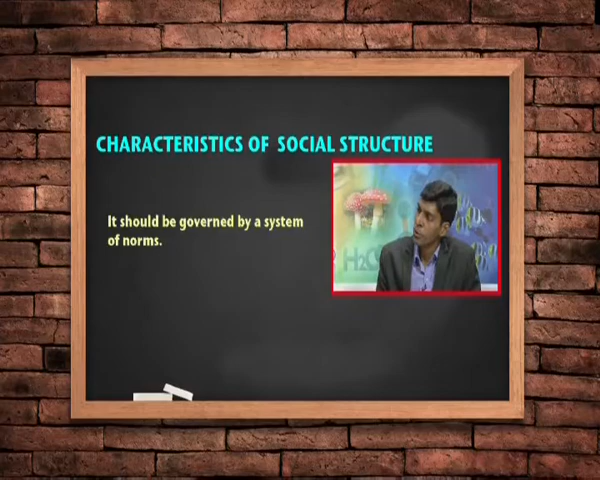 CHARACTERISTICS OF SOCIAL STRUCTURE
It should be governed by a system
of norms.